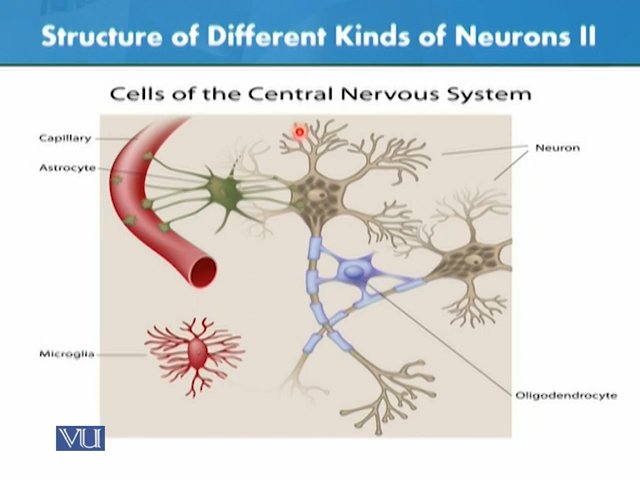 Structure of Different Kinds of Neurons II
Cells of the Central Nervous System
Capillary
Astrocyte
Neuron
Microglia
Oligodendrocyte
VU